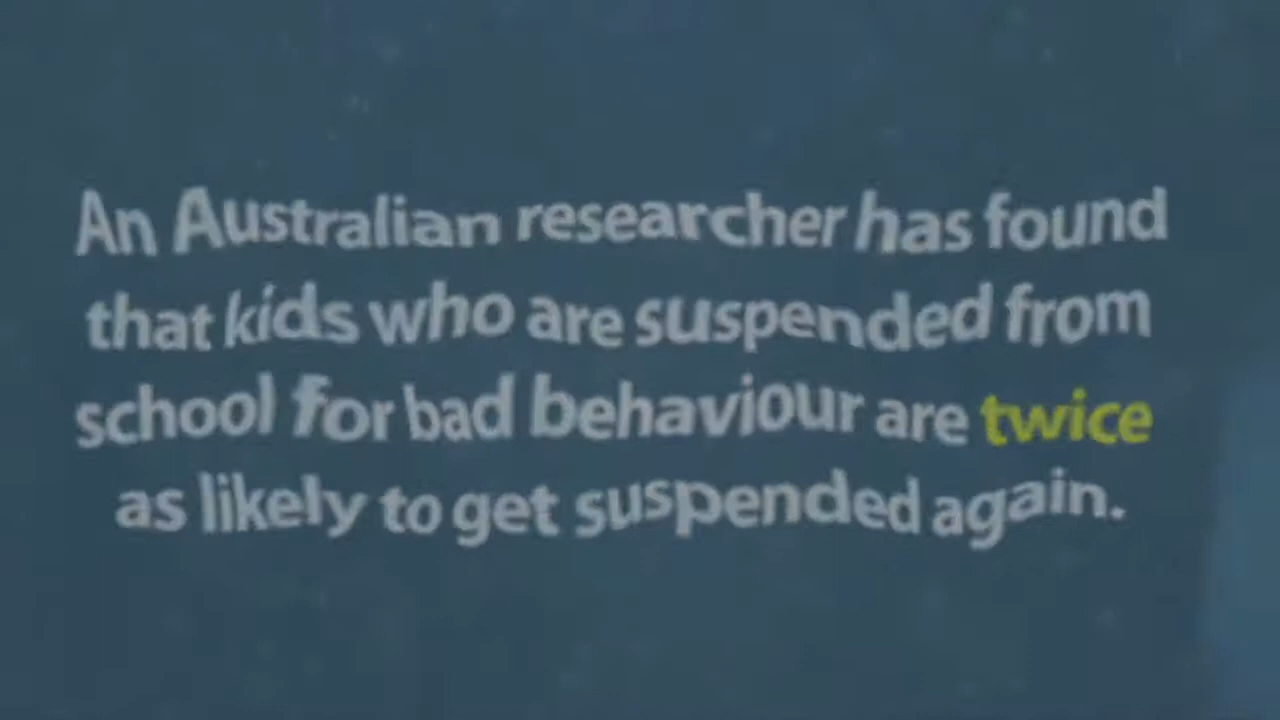 An Australian researcher has found
that kids who are suspended from
school for bad behaviour are twice
as likely to get suspended again.